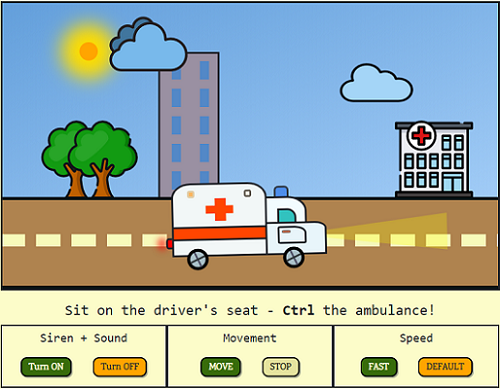 Sit on the driver's seat - Ctrl the ambulance!
Siren + Sound
Movement
Speed
Turn ON
Turn OFF
MOVE
STOP
FAST
DEFAULT